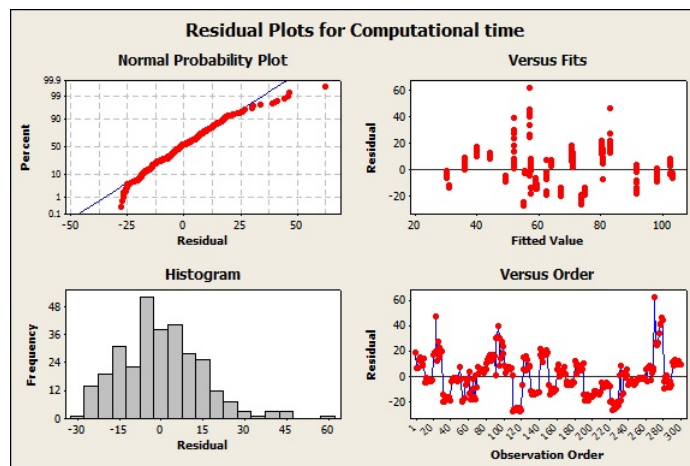 Residual Plots for Computational time
Normal Probability Plot
99.9
99
90
50
10
1
0.1
Percent
-50 -25 0 25 50
Residual
Versus Fits
60
40
20
0
-20
Residual
20 40 60 80 100
Fitted Value
Histogram
48
36
24
12
0
Frequency
-30 -15 0 15 30 45 60
Residual
Versus Order
60
40
20
0
-20
Residual
1 20 40 60 80 100 120 140 160 180 200 220 240 260 280 300
Observation Order